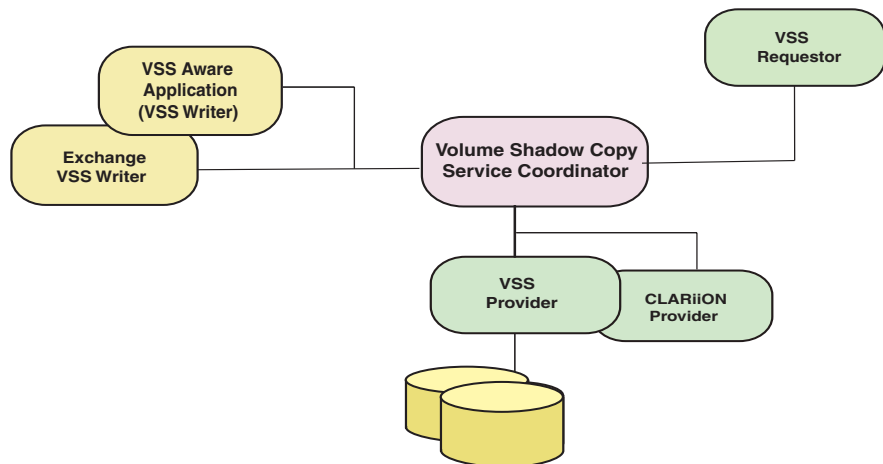 VSS
Requestor
VSS Aware
Application
(VSS Writer)
Exchange
VSS Writer
Volume Shadow Copy
Service Coordinator
VSS
Provider
CLARiiON
Provider